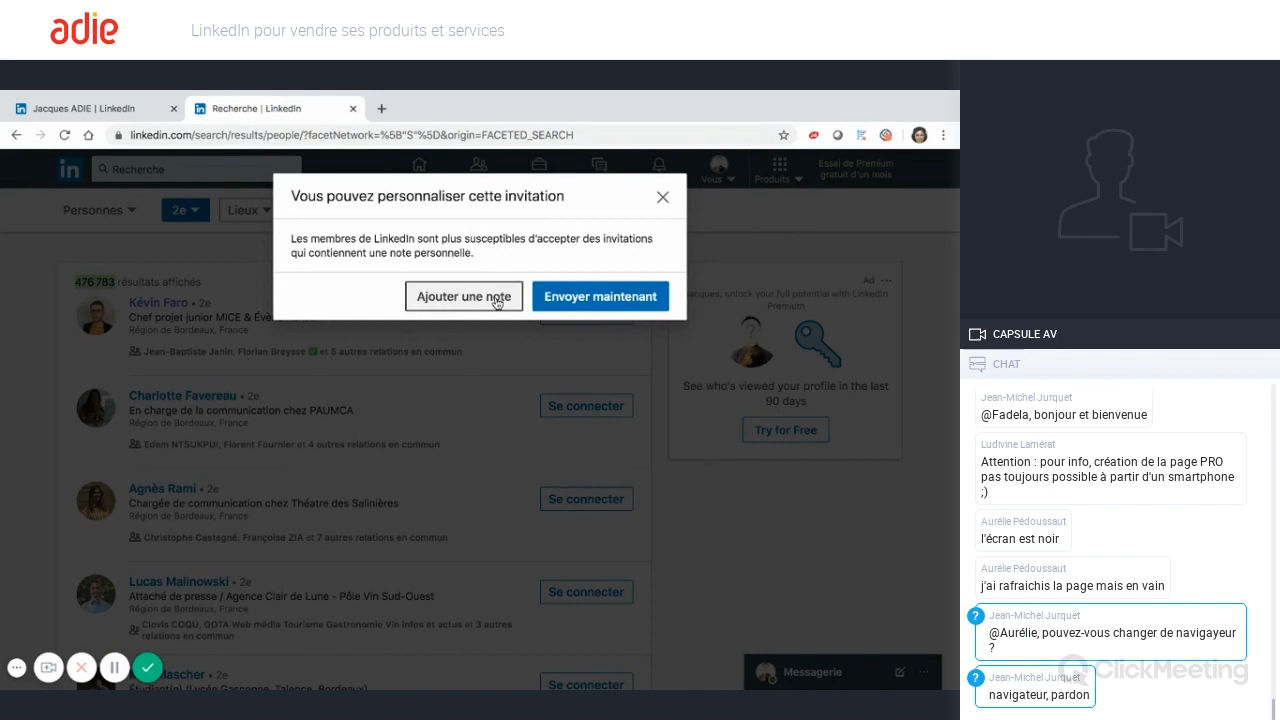 adie
LinkedIn pour vendre ses produits et services
Jacques ADIE | LinkedIn
Recherche | LinkedIn
linkedin.com/search/results/people/?facetNetwork=%5B"S"%5D&origin=FACETED_SEARCH
in
Recherche
Vous
Produits
Essai de Premium
gratuit d'un mois
Personnes
2e
Lieux
Vous pouvez personnaliser cette invitation
Les membres de LinkedIn sont plus susceptibles d'accepter des invitations
qui contiennent une note personnelle.
Ajouter une note
Envoyer maintenant
476 783 résultats affichés
Kévin Faro • 2e
Chef projet junior MICE &
Région de Bordeaux, France
Jean-Baptiste Janin, Florian Breysse ✅ et 6 autres relations en commun
Charlotte Favereau • 2e
En charge de la communication chez PAUMCA
Région de Bordeaux, France
Edem NTSUKPUI, Florent Fournier et 4 autres relations en commun
Se connecter
Agnès Rami • 2e
Chargée de communication chez Théatre des Salinières
Région de Bordeaux, France
Christophe Castagné, Françoise ZIA et 7 autres relations en commun
Se connecter
Lucas Malinowski • 2e
Attaché de presse / Agence Clair de Lune - Pôle Vin Sud-Ouest
Région de Bordeaux, France
Clovis COQU, GOTA Web média Tourisme Gastronomie Vin infos et actus et 3 autres
relations en commun
Se connecter
Mascher • 2e
Étudiant(e) (Lycée Gascogne, Talence, Bordeaux)
Se connecter
Ad
Jacques, unlock your full potential with LinkedIn
Premium
See who's viewed your profile in the last
90 days
Try for Free
Messagerie
CAPSULE AV
CHAT
Jean-Michel Jurquet
@Fadela, bonjour et bienvenue
Ludivine Lamérat
Attention : pour info, création de la page PRO
pas toujours possible à partir d'un smartphone
;)
Aurélie Pédoussaut
l'écran est noir
Aurélie Pédoussaut
j'ai rafraichis la page mais en vain
?
Jean-Michel Jurquet
@Aurélie, pouvez-vous changer de navigayeur
?
?
Jean-Michel Jurquet
navigateur, pardon
ClickMeeting